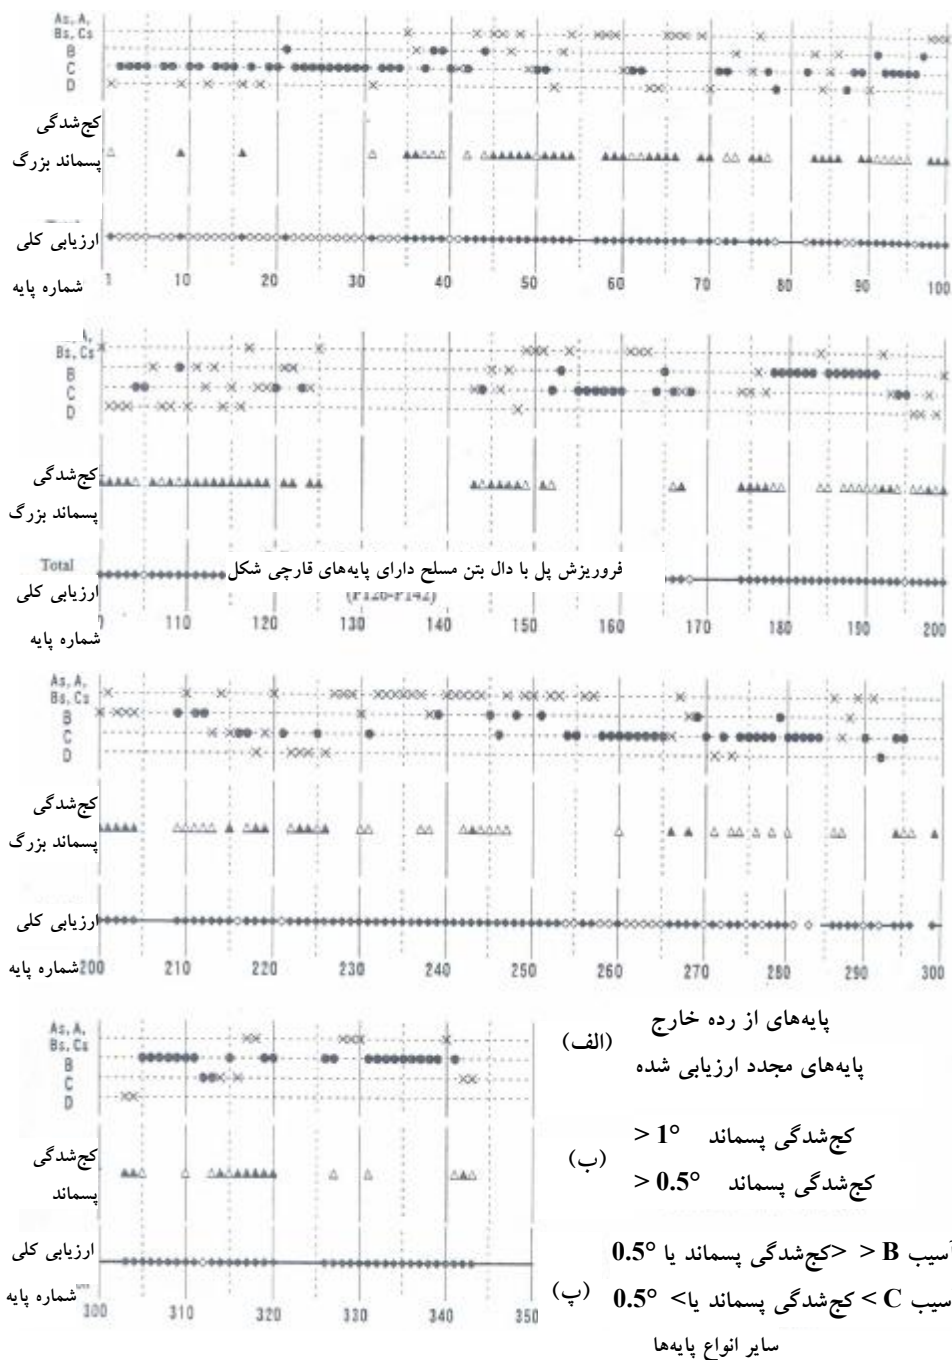 As, A,
Bs, Cs
B
C
D
کج‌شدگی
پسماند بزرگ
ارزیابی کلی
شماره پایه
1 10 20 30 40 50 60 70 80 90 100
Bs, Cs
B
C
D
کج‌شدگی
پسماند بزرگ
Total
ارزیابی کلی
فروریزش پل با دال بتن مسلح دارای پایه‌های قارچی شکل
(P126-P142)
شماره پایه
110 120 130 140 150 160 170 180 190 200
As, A,
Bs, Cs
B
C
D
کج‌شدگی
پسماند بزرگ
ارزیابی کلی
شماره پایه
200 210 220 230 240 250 260 270 280 290 300
As, A,
Bs, Cs
B
C
D
کج‌شدگی
پسماند
ارزیابی کلی
شماره پایه
300 310 320 330 340 350
(الف)
پایه‌های از رده خارج
پایه‌های مجدد ارزیابی شده
(ب)
کج‌شدگی پسماند 1° <
کج‌شدگی پسماند 0.5° < >
(پ)
آسیب B < >کج‌شدگی پسماند یا 0.5°
سیب C > کج‌شدگی پسماند یا> 0.5°
سایر انواع پایه‌ها